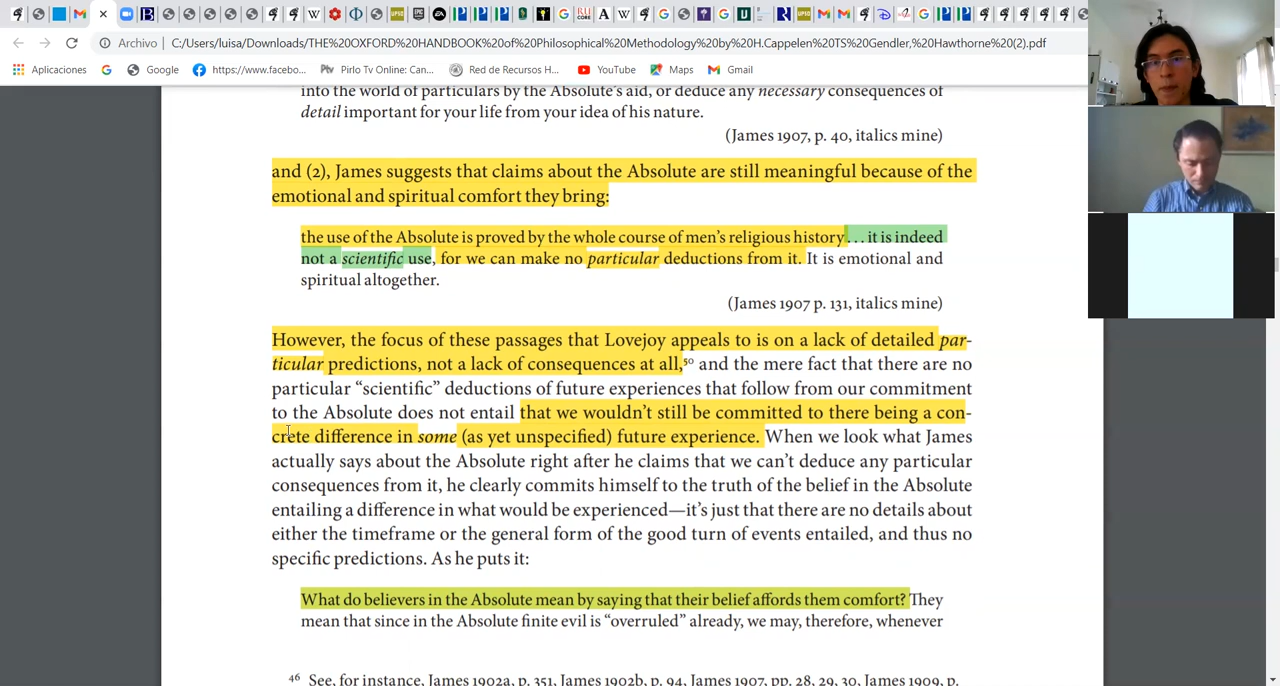 Archivo
C:/Users/luisa/Downloads/THE%20OXFORD%20HANDBOOK%20of%20Philosophical%20Methodology%20by%20H.Cappelen%20TS%20Gendler,%20Hawthorne%20(2).pdf
Aplicaciones
Google
https://www.facebo...
Pirlo Tv Online: Can...
Red de Recursos H...
YouTube
Maps
Gmail
into the world of particulars by the Absolute's aid, or deduce any necessary consequences of
detail important for your life from your idea of his nature.
(James 1907, p. 40, italics mine)
and (2), James suggests that claims about the Absolute are still meaningful because of the
emotional and spiritual comfort they bring:
the use of the Absolute is proved by the whole course of men's religious history . . . it is indeed
not a scientific use, for we can make no particular deductions from it. It is emotional and
spiritual altogether.
(James 1907 p. 131, italics mine)
However, the focus of these passages that Lovejoy appeals to is on a lack of detailed par-
ticular predictions, not a lack of consequences at all,⁵⁰ and the mere fact that there are no
particular “scientific” deductions of future experiences that follow from our commitment
to the Absolute does not entail that we wouldn't still be committed to there being a con-
crete difference in some (as yet unspecified) future experience. When we look what James
actually says about the Absolute right after he claims that we can't deduce any particular
consequences from it, he clearly commits himself to the truth of the belief in the Absolute
entailing a difference in what would be experienced—it's just that there are no details about
either the timeframe or the general form of the good turn of events entailed, and thus no
specific predictions. As he puts it:
What do believers in the Absolute mean by saying that their belief affords them comfort? They
mean that since in the Absolute finite evil is “overruled” already, we may, therefore, whenever
⁴⁶ See, for instance, James 1902a, p. 351, James 1902b, p. 94, James 1907, pp. 28, 29, 30, James 1909, p.